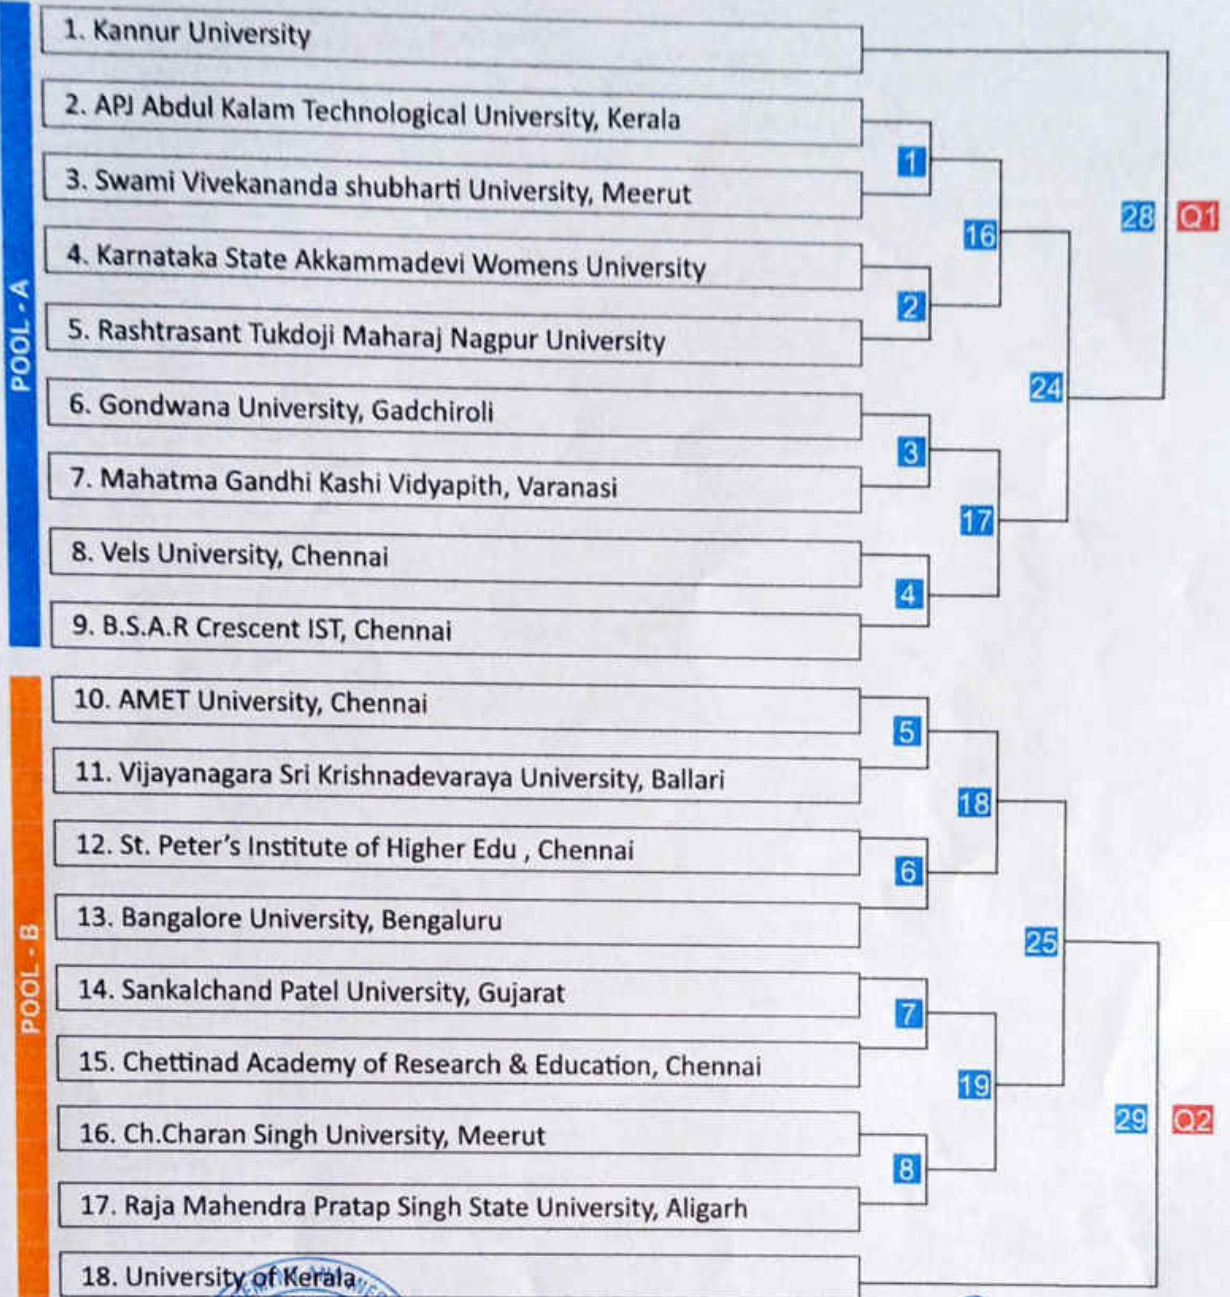 POOL - A
1. Kannur University
2. APJ Abdul Kalam Technological University, Kerala
3. Swami Vivekananda shubharti University, Meerut
4. Karnataka State Akkammadevi Womens University
5. Rashtrasant Tukdoji Maharaj Nagpur University
6. Gondwana University, Gadchiroli
7. Mahatma Gandhi Kashi Vidyapith, Varanasi
8. Vels University, Chennai
9. B.S.A.R Crescent IST, Chennai
1
2
3
4
16
17
24
28 Q1
POOL - B
10. AMET University, Chennai
11. Vijayanagara Sri Krishnadevaraya University, Ballari
12. St. Peter's Institute of Higher Edu , Chennai
13. Bangalore University, Bengaluru
14. Sankalchand Patel University, Gujarat
15. Chettinad Academy of Research & Education, Chennai
16. Ch.Charan Singh University, Meerut
17. Raja Mahendra Pratap Singh State University, Aligarh
18. University of Kerala
5
6
7
8
18
19
25
29 Q2